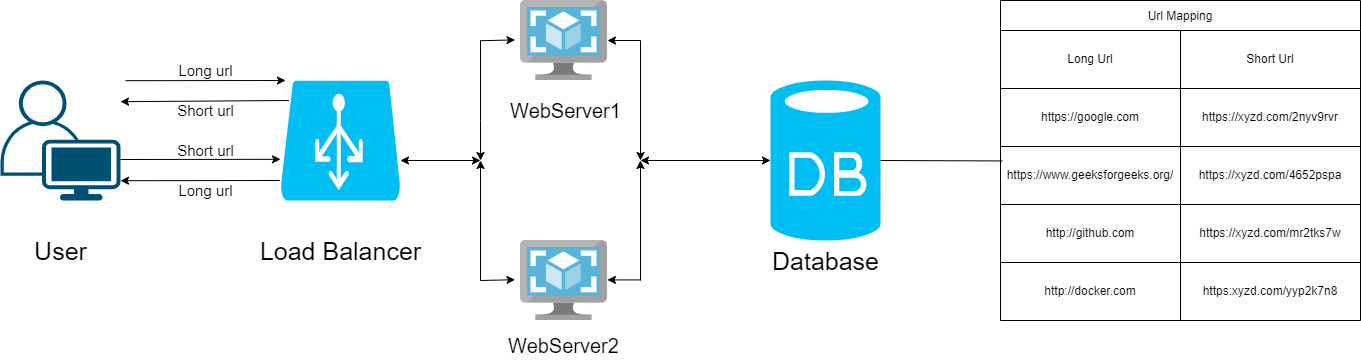 Long url
Short url
Short url
Long url
User
Load Balancer
WebServer1
WebServer2
DB
Database
Url Mapping
Long Url Short Url
https://google.com https://xyzd.com/2nyv9rvr
https://www.geeksforgeeks.org/ https://xyzd.com/4652pspa
http://github.com https://xyzd.com/mr2tks7w
http://docker.com https:xyzd.com/yyp2k7n8